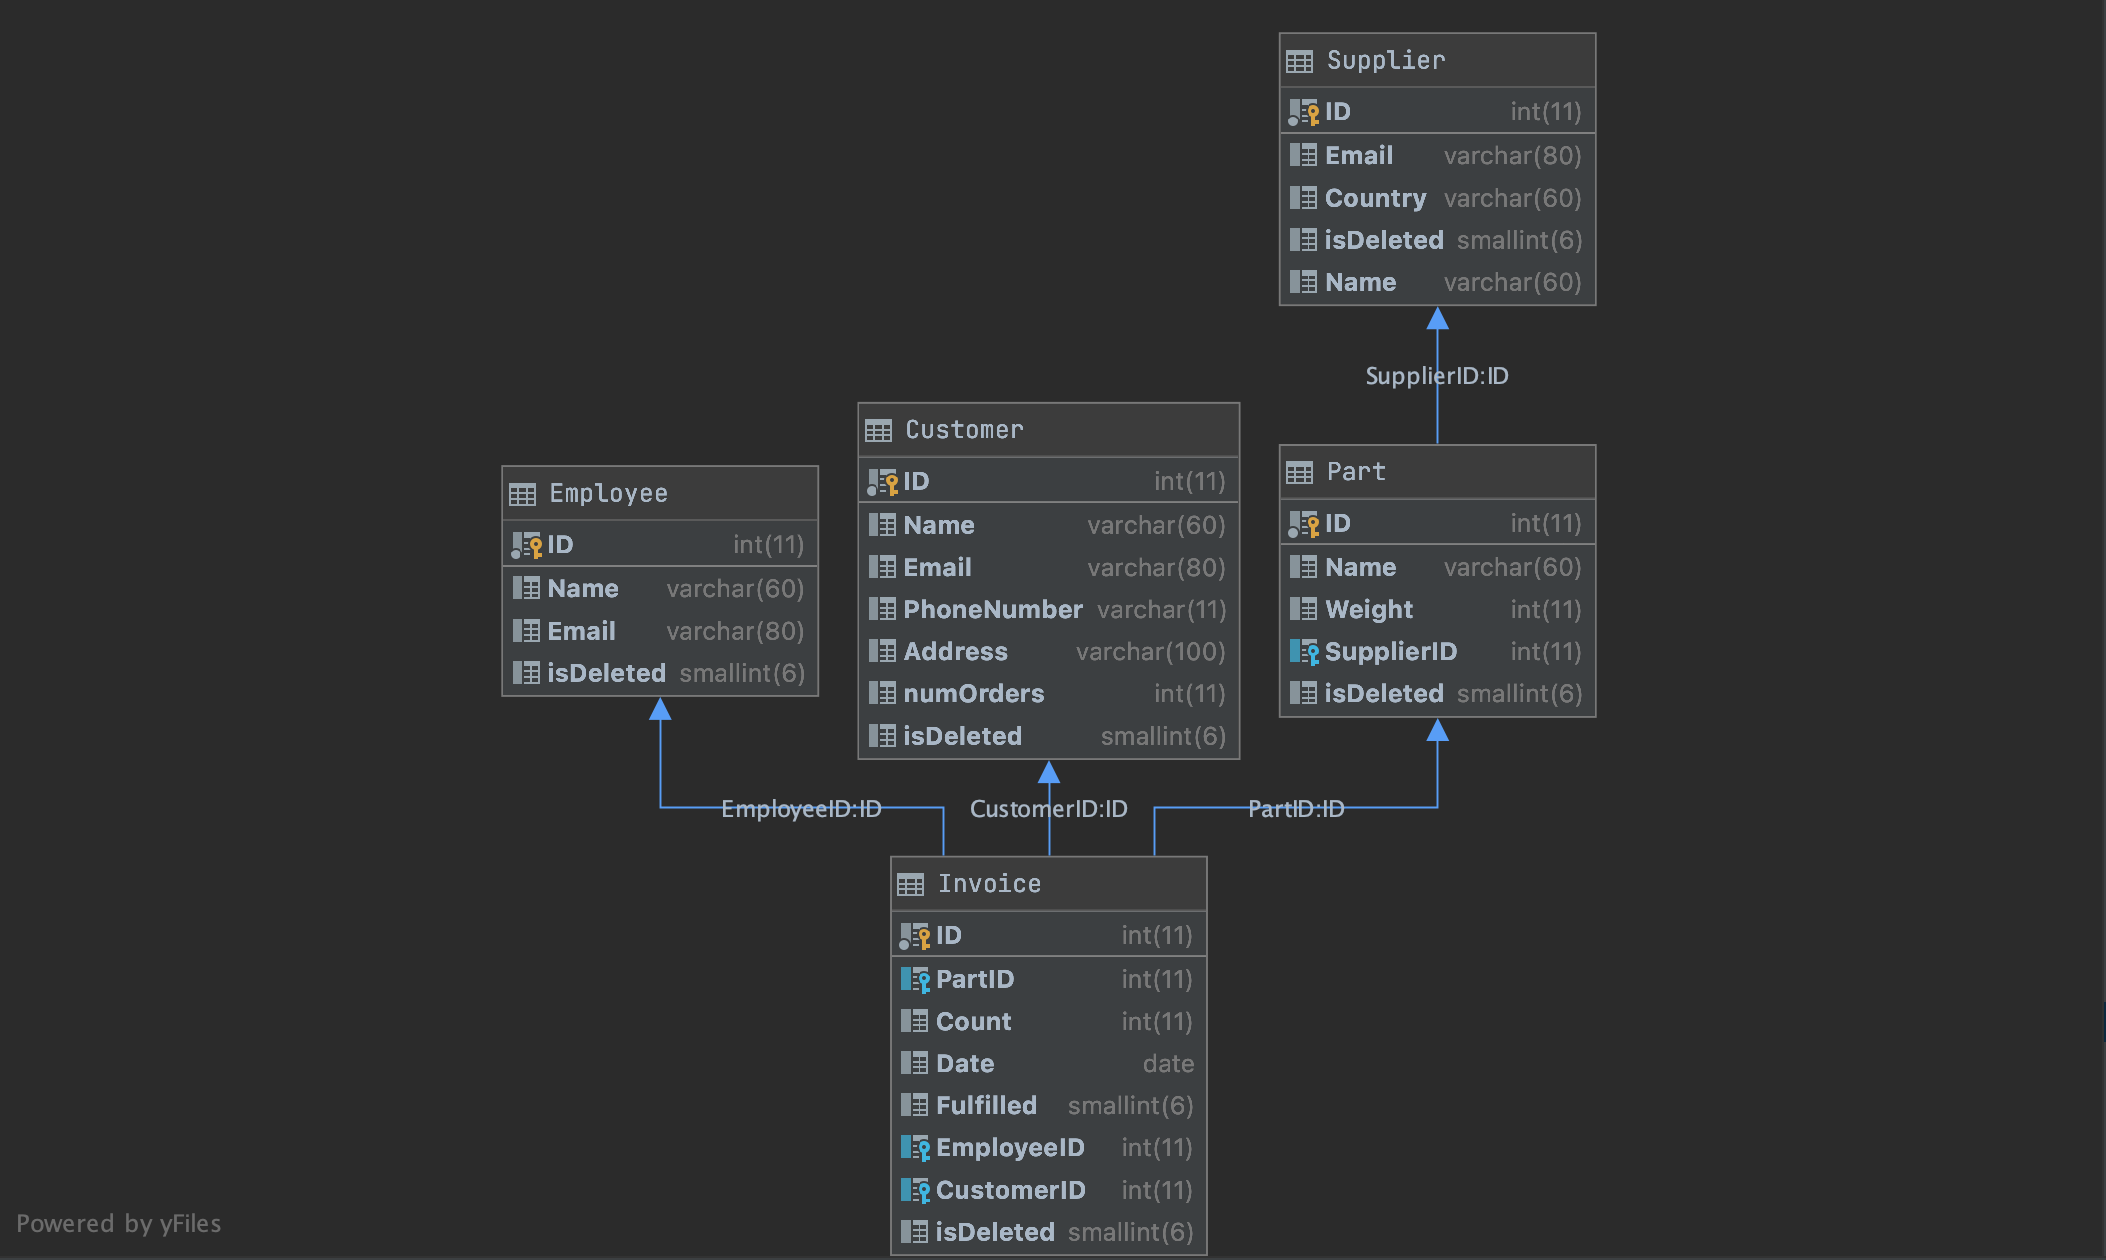 Supplier
ID int(11)
Email varchar(80)
Country varchar(60)
isDeleted smallint(6)
Name varchar(60)
SupplierID:ID
Customer
ID int(11)
Name varchar(60)
Email varchar(80)
PhoneNumber varchar(11)
Address varchar(100)
numOrders int(11)
isDeleted smallint(6)
Employee
ID int(11)
Name varchar(60)
Email varchar(80)
isDeleted smallint(6)
Part
ID int(11)
Name varchar(60)
Weight int(11)
SupplierID int(11)
isDeleted smallint(6)
EmployeeID:ID
CustomerID:ID
PartID:ID
Invoice
ID int(11)
PartID int(11)
Count int(11)
Date date
Fulfilled smallint(6)
EmployeeID int(11)
CustomerID int(11)
isDeleted smallint(6)
Powered by yFiles